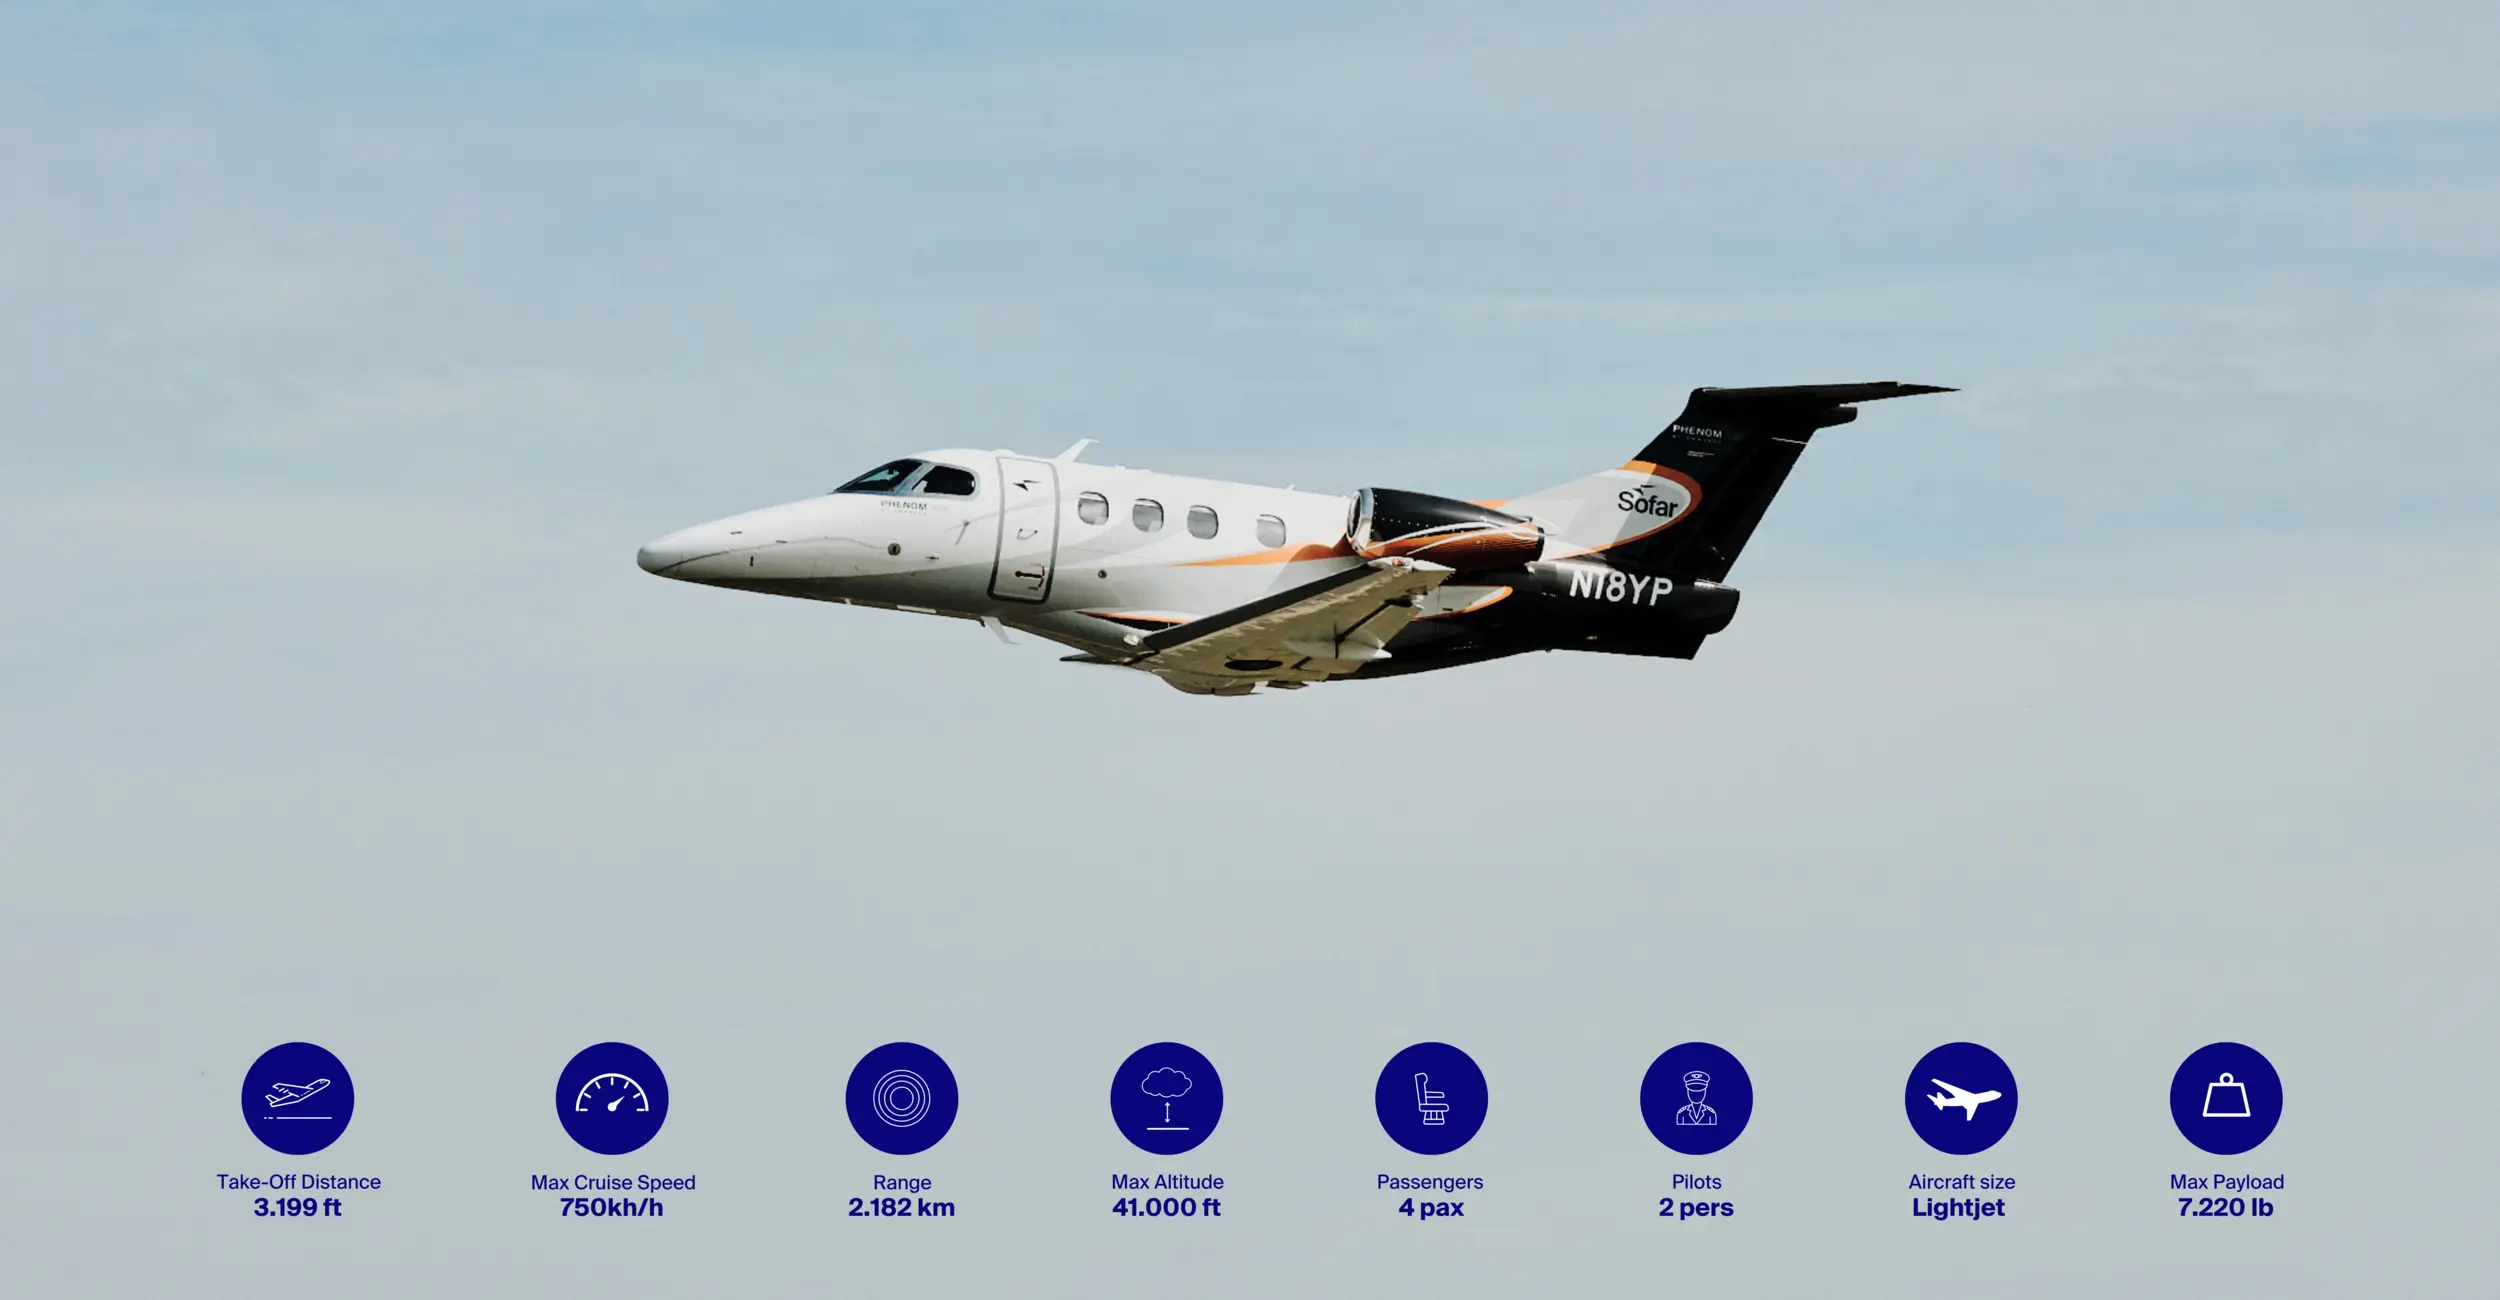 PHENOM
Sofar
PHENOM
N18YP
Take-Off Distance
3.199 ft
Max Cruise Speed
750kh/h
Range
2.182 km
Max Altitude
41.000 ft
Passengers
4 pax
Pilots
2 pers
Aircraft size
Lightjet
Max Payload
7.220 lb